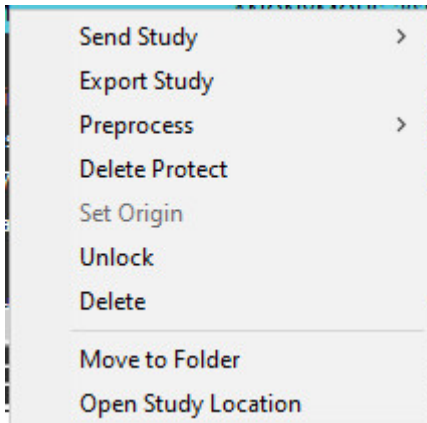 Send Study
Export Study
Preprocess
Delete Protect
Set Origin
Unlock
Delete
Move to Folder
Open Study Location